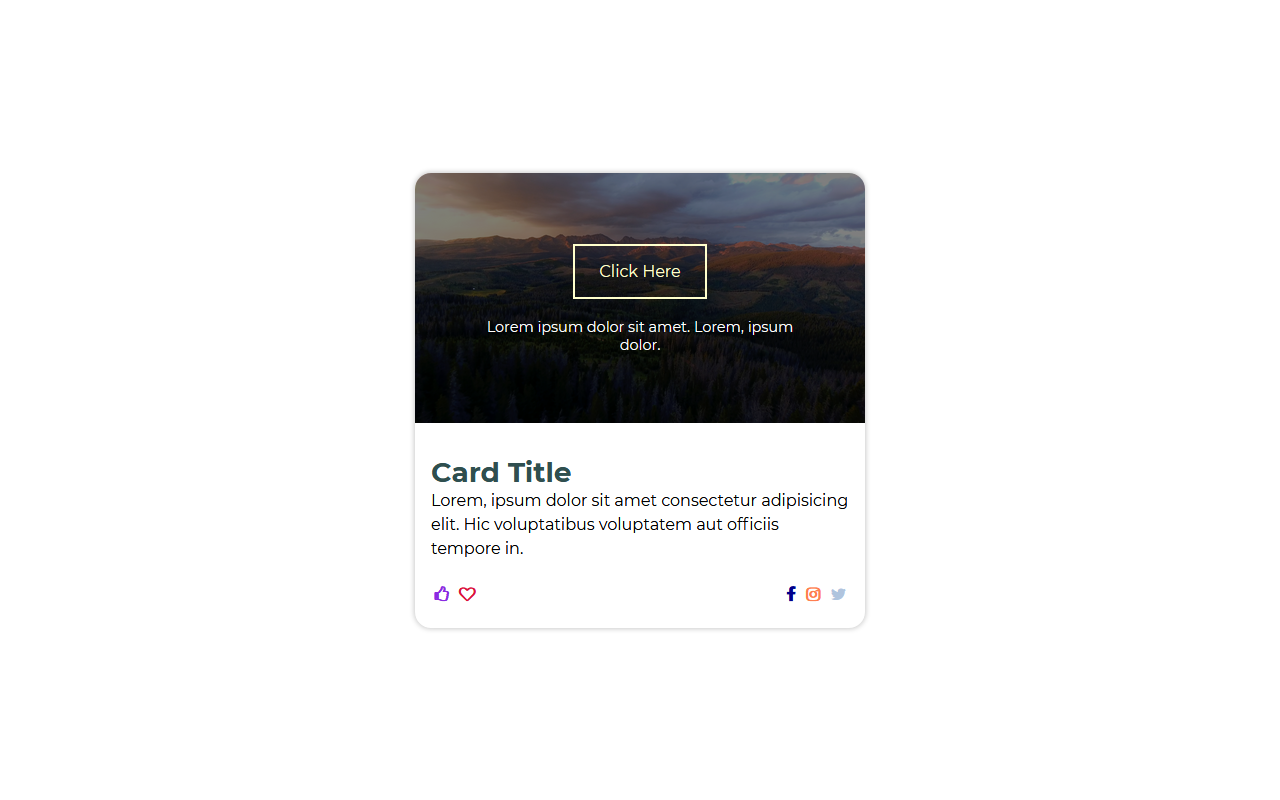 Click Here
Lorem ipsum dolor sit amet. Lorem, ipsum
dolor.
Card Title
Lorem, ipsum dolor sit amet consectetur adipisicing
elit. Hic voluptatibus voluptatem aut officiis
tempore in.